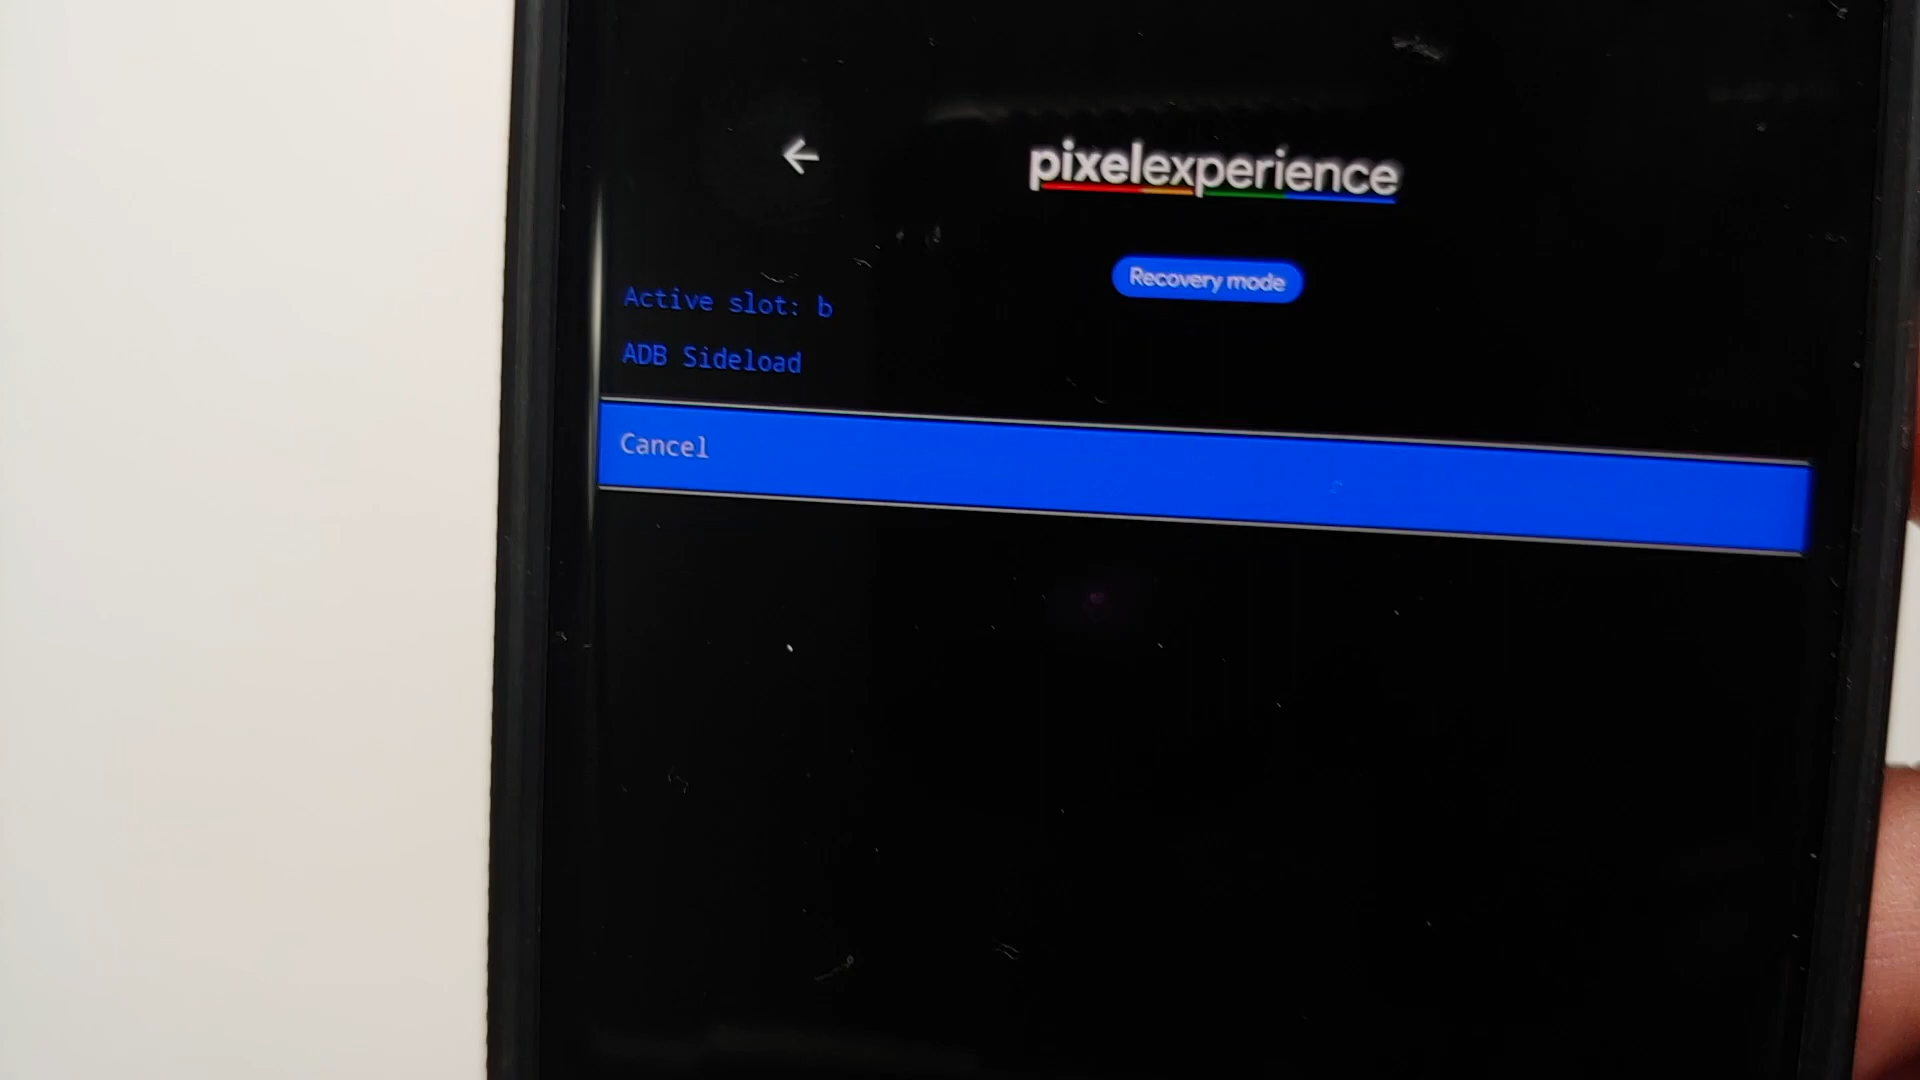 pixelexperience
Recovery mode
Active slot: b
ADB Sideload
Cancel